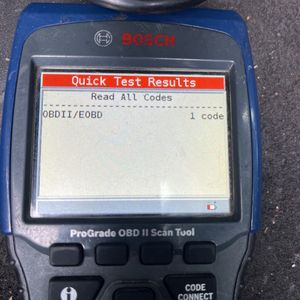 BOSCH
Quick Test Results
Read All Codes
OBDII/EOBD 1 code
ProGrade OBD II Scan Tool
i
CODE
CONNECT